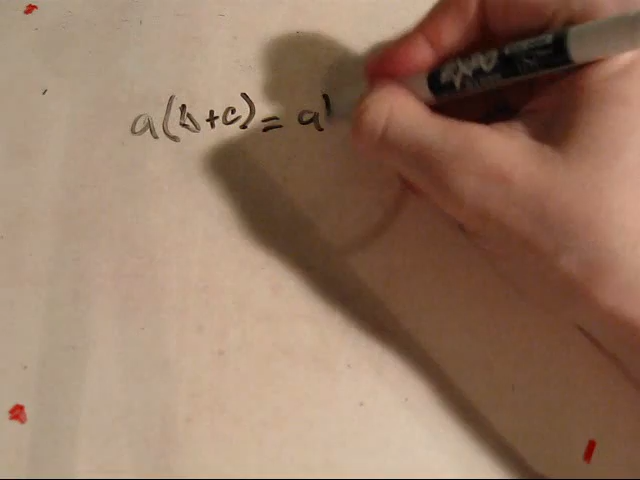 a(b+c) = a